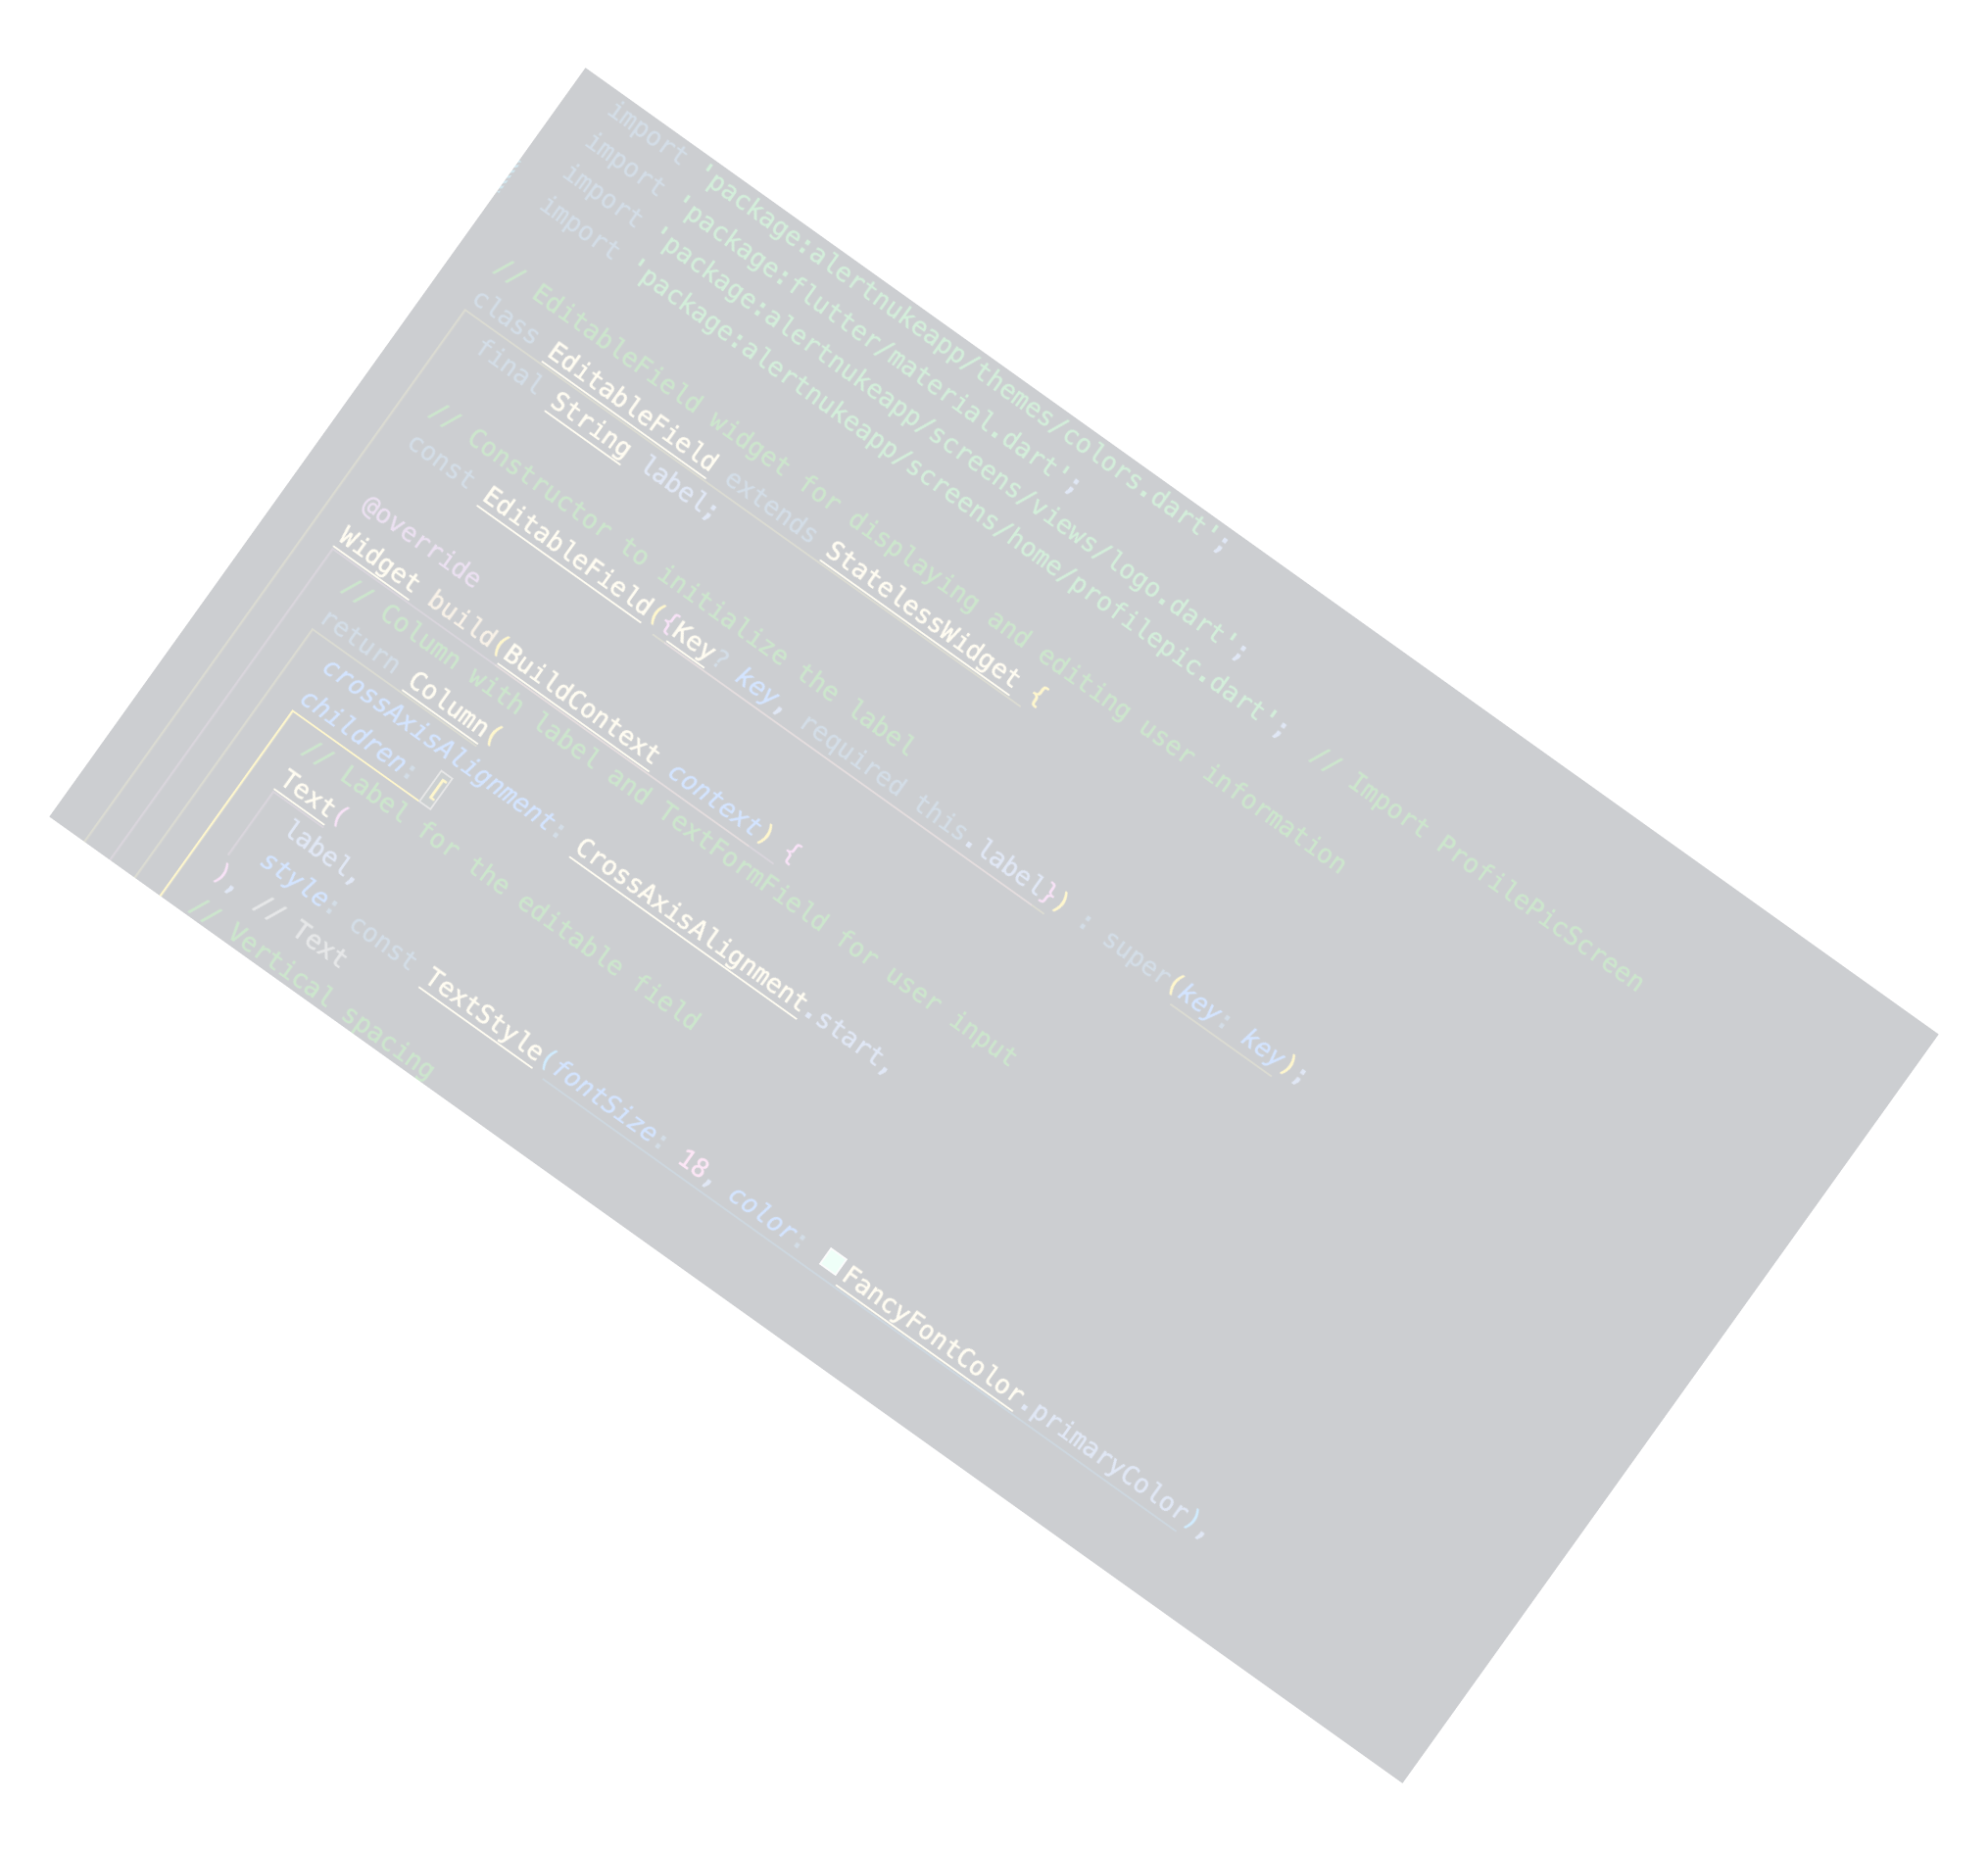 import 'package:alertnukeapp/themes/colors.dart';
import 'package:flutter/material.dart';
import 'package:alertnukeapp/screens/views/logo.dart';
import 'package:alertnukeapp/screens/home/profilepic.dart'; // Import ProfilePicScreen
// EditableField widget for displaying and editing user information
class EditableField extends StatelessWidget {
final String label;
// Constructor to initialize the label
const EditableField({Key? key, required this.label}) : super(key: key);
@override
Widget build(BuildContext context) {
// Column with label and TextFormField for user input
return Column(
crossAxisAlignment: CrossAxisAlignment.start,
children: [
// Label for the editable field
Text(
label,
style: const TextStyle(fontSize: 18, color: FancyFontColor.primaryColor),
), // Text
// Vertical spacing